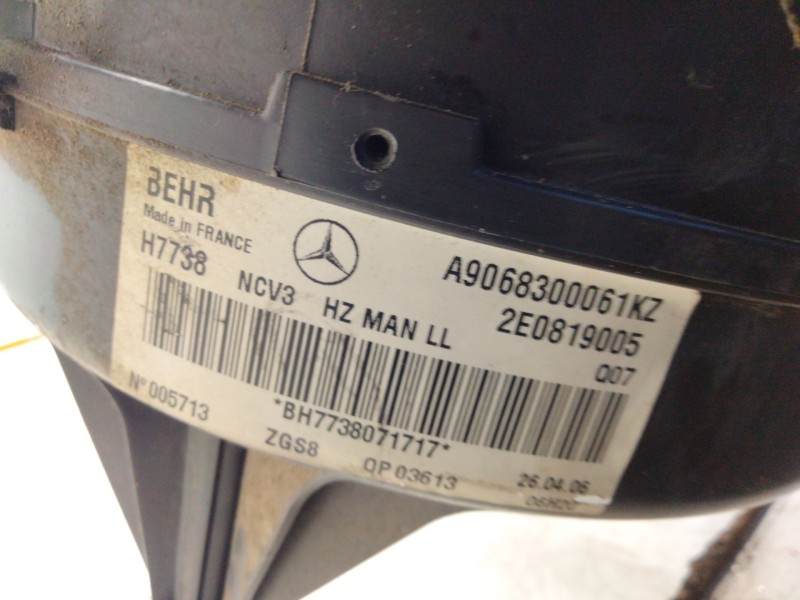 BEHR
Made in FRANCE
H7738 NCV3 HZ MAN LL
A9068300061KZ
2E0819005
Q07
*BH7738071717*
Nº 005713 ZGS8 QP 03613 26.04.06
06H20